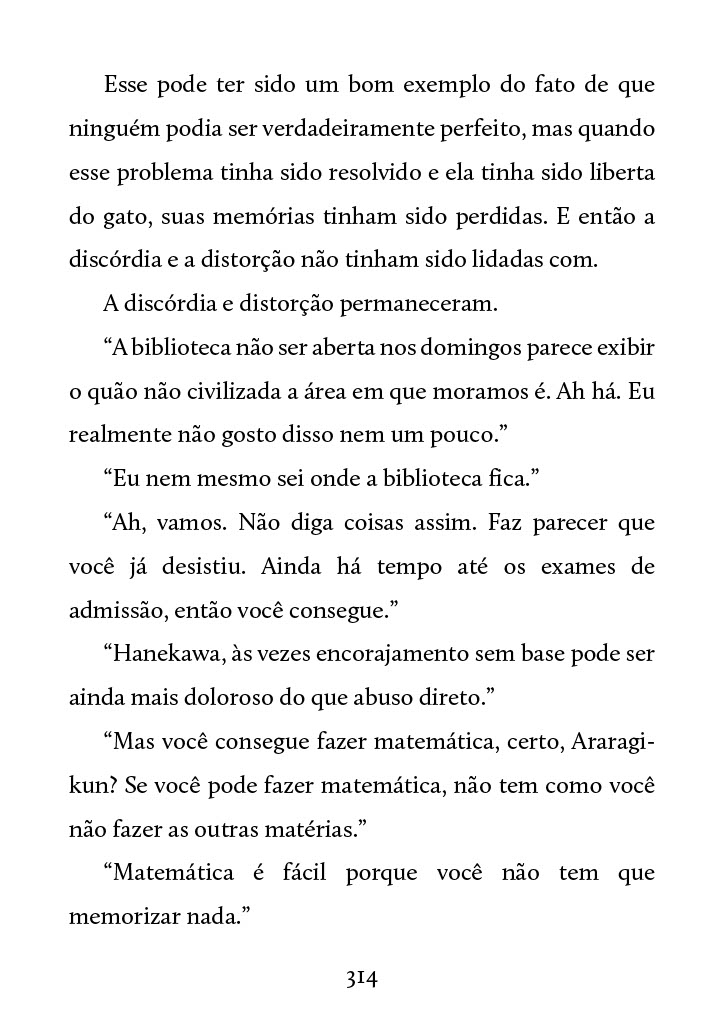 Esse pode ter sido um bom exemplo do fato de que
ninguém podia ser verdadeiramente perfeito, mas quando
esse problema tinha sido resolvido e ela tinha sido liberta
do gato, suas memórias tinham sido perdidas. E então a
discórdia e a distorção não tinham sido lidadas com.
A discórdia e distorção permaneceram.
“A biblioteca não ser aberta nos domingos parece exibir
o quão não civilizada a área em que moramos é. Ah há. Eu
realmente não gosto disso nem um pouco.”
“Eu nem mesmo sei onde a biblioteca fica.”
“Ah, vamos. Não diga coisas assim. Faz parecer que
você já desistiu. Ainda há tempo até os exames de
admissão, então você consegue.”
“Hanekawa, às vezes encorajamento sem base pode ser
ainda mais doloroso do que abuso direto.”
“Mas você consegue fazer matemática, certo, Araragi-
kun? Se você pode fazer matemática, não tem como você
não fazer as outras matérias.”
“Matemática é fácil porque você não tem que
memorizar nada.”
314